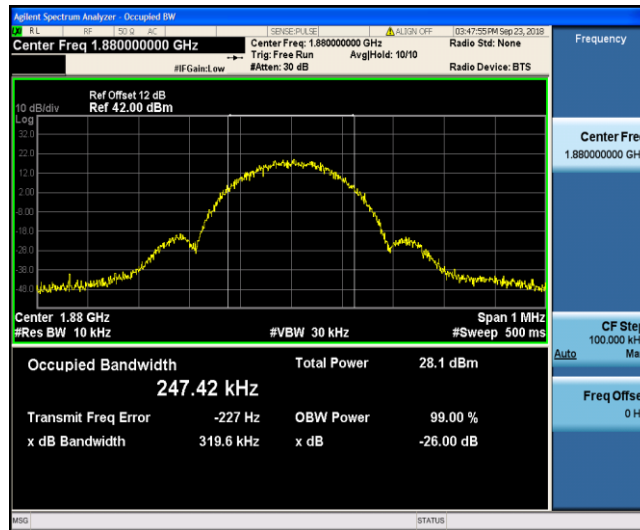 Agilent Spectrum Analyzer - Occupied BW
RL RF 50 Ω AC SENSE:PULSE ALIGN OFF 03:47:55 PM Sep 23, 2018
Center Freq 1.880000000 GHz Center Freq: 1.880000000 GHz Radio Std: None
Trig: Free Run Avg|Hold: 10/10
#IFGain:Low #Atten: 30 dB Radio Device: BTS
Frequency
Ref Offset 12 dB
10 dB/div Ref 42.00 dBm
Log
32.0
22.0
12.0
2.00
-8.00
-18.0
-28.0
-38.0
-48.0
Center 1.88 GHz Span 1 MHz
#Res BW 10 kHz #VBW 30 kHz #Sweep 500 ms
Occupied Bandwidth Total Power 28.1 dBm
247.42 kHz
Transmit Freq Error -227 Hz OBW Power 99.00 %
x dB Bandwidth 319.6 kHz x dB -26.00 dB
Center Fre
1.880000000 GH
CF Ste
100.000 kH
Auto Ma
Freq Offse
0 H
MSG STATUS